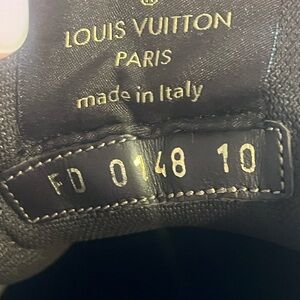 LOUIS VUITTON
PARIS
made in Italy
FD 0148 10